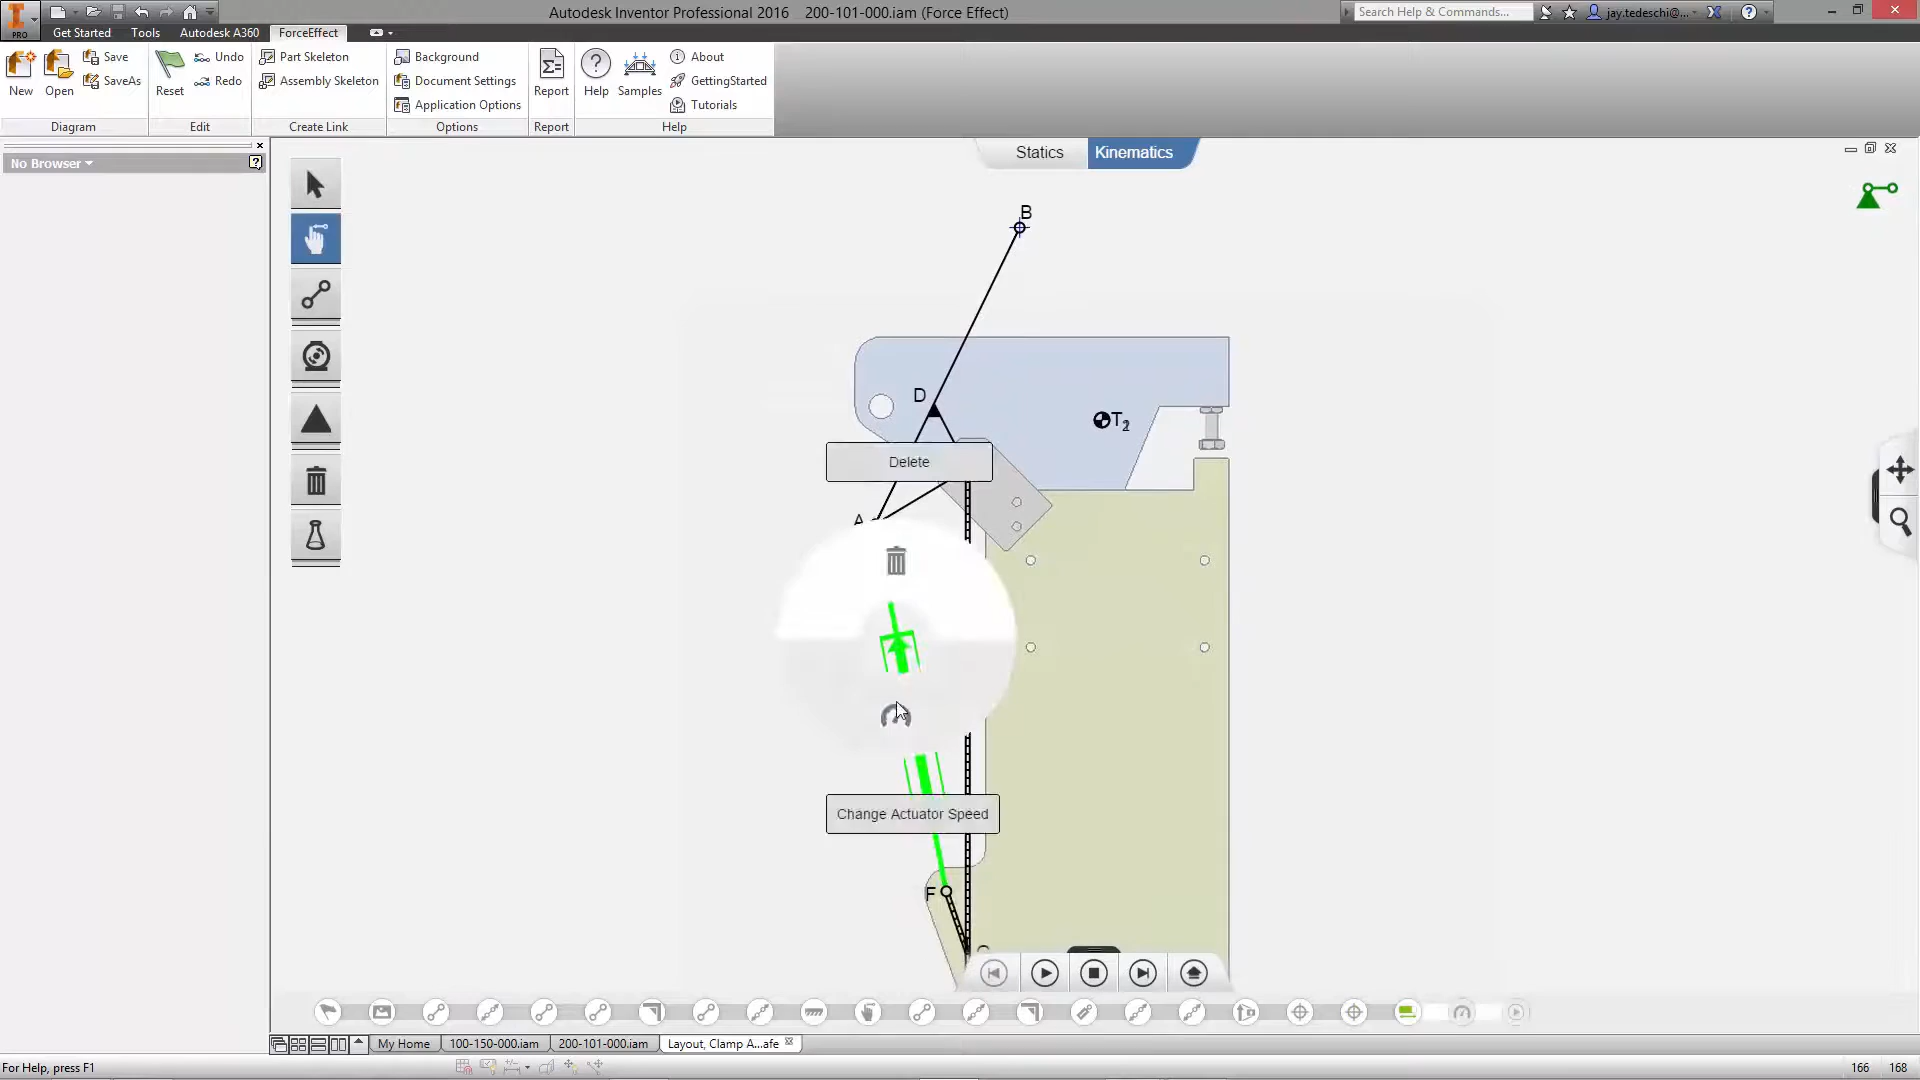 Autodesk Inventor Professional 2016 200-101-000.iam (Force Effect)
Search Help & Commands...
jay.tedeschi@...
PRO
Get Started Tools Autodesk A360 ForceEffect
New
Open
Save
SaveAs
Reset
Undo
Redo
Part Skeleton
Assembly Skeleton
Background
Document Settings
Application Options
Report
Help
Samples
About
GettingStarted
Tutorials
Diagram Edit Create Link Options Report Help
No Browser
Statics Kinematics
B
D
T2
Delete
A
Change Actuator Speed
F
My Home 100-150-000.iam 200-101-000.iam Layout, Clamp A...afe
For Help, press F1
166 168